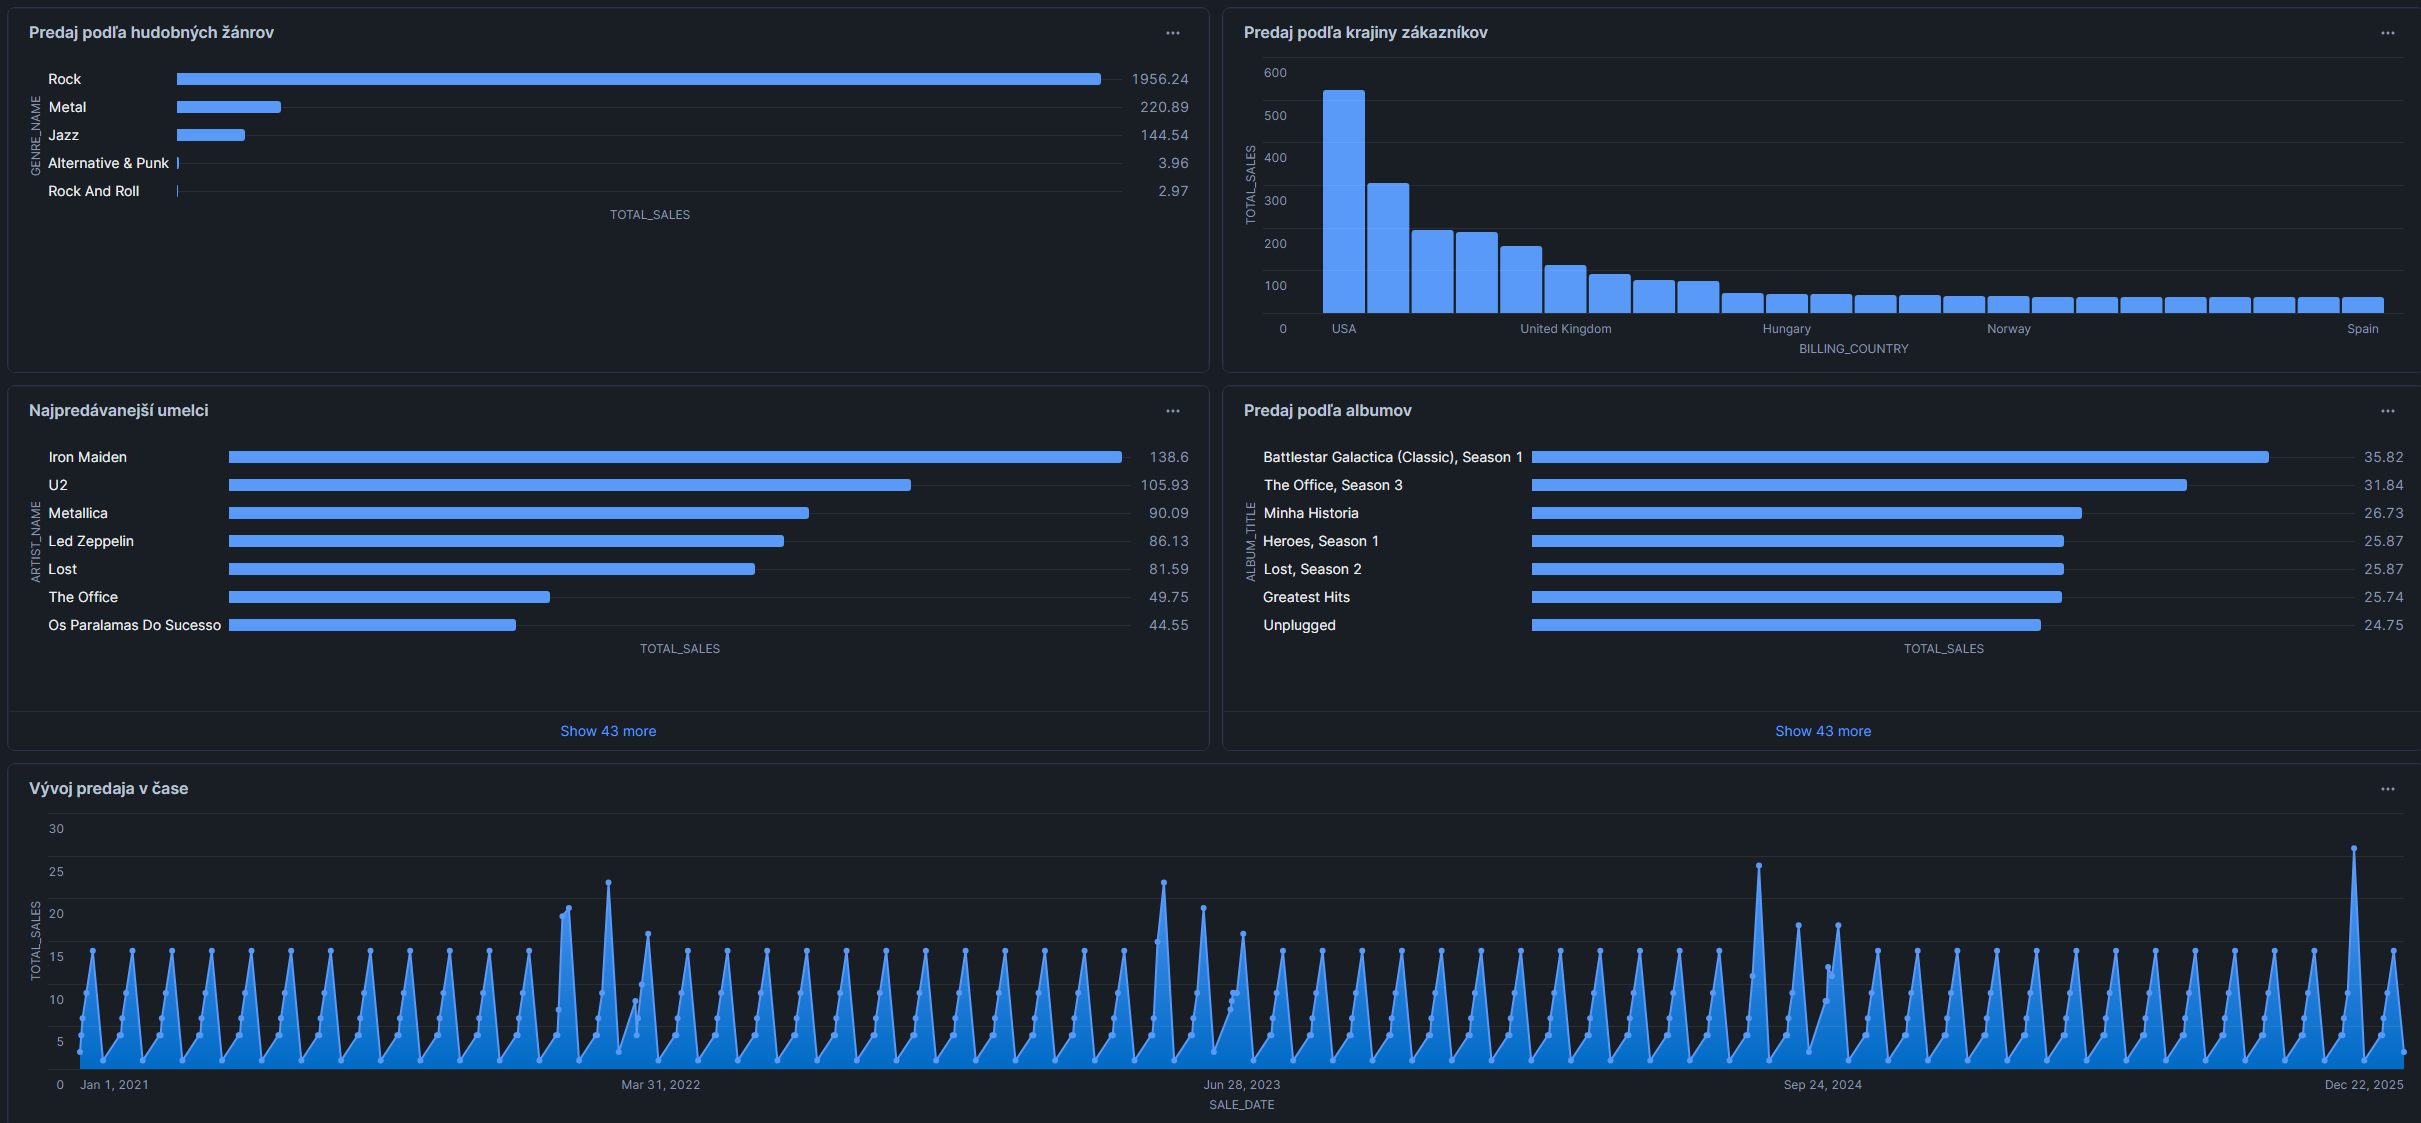 Predaj podľa hudobných žánrov
GENRE_NAME
Rock 1956.24
Metal 220.89
Jazz 144.54
Alternative & Punk 3.96
Rock And Roll 2.97
TOTAL_SALES
Predaj podľa krajiny zákazníkov
TOTAL_SALES
600
500
400
300
200
100
0
USA United Kingdom Hungary Norway Spain
BILLING_COUNTRY
Najpredávanejší umelci
ARTIST_NAME
Iron Maiden 138.6
U2 105.93
Metallica 90.09
Led Zeppelin 86.13
Lost 81.59
The Office 49.75
Os Paralamas Do Sucesso 44.55
TOTAL_SALES
Show 43 more
Predaj podľa albumov
ALBUM_TITLE
Battlestar Galactica (Classic), Season 1 35.82
The Office, Season 3 31.84
Minha Historia 26.73
Heroes, Season 1 25.87
Lost, Season 2 25.87
Greatest Hits 25.74
Unplugged 24.75
TOTAL_SALES
Show 43 more
Vývoj predaja v čase
TOTAL_SALES
30
25
20
15
10
5
0
Jan 1, 2021 Mar 31, 2022 Jun 28, 2023 Sep 24, 2024 Dec 22, 2025
SALE_DATE